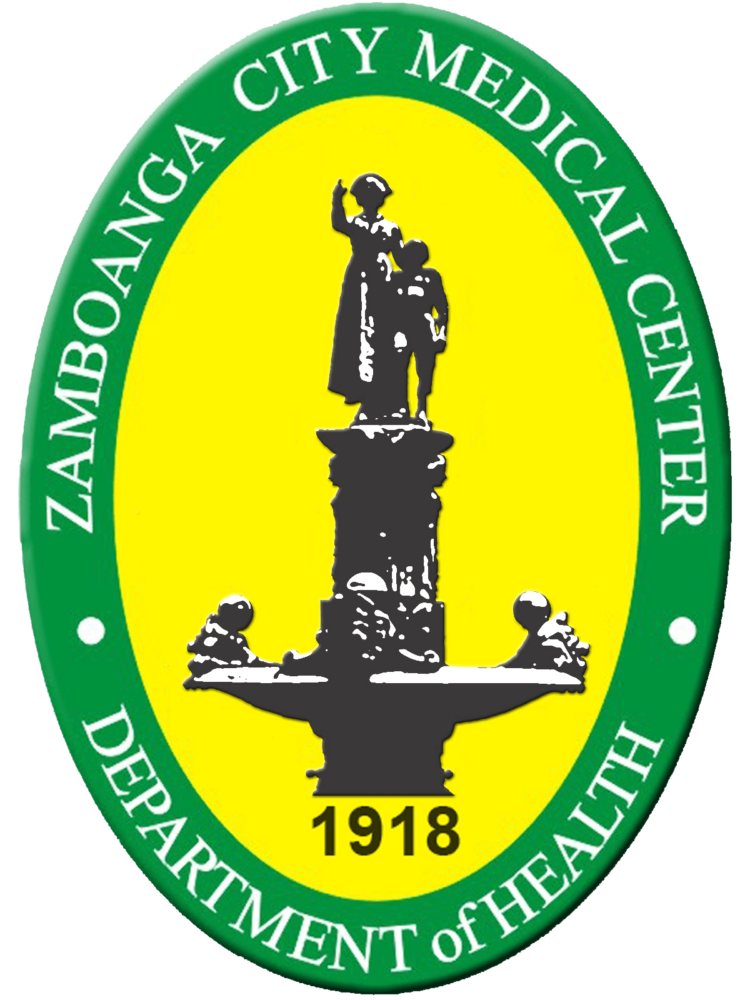 ZAMBOANGA CITY MEDICAL CENTER
1918
DEPARTMENT of HEALTH